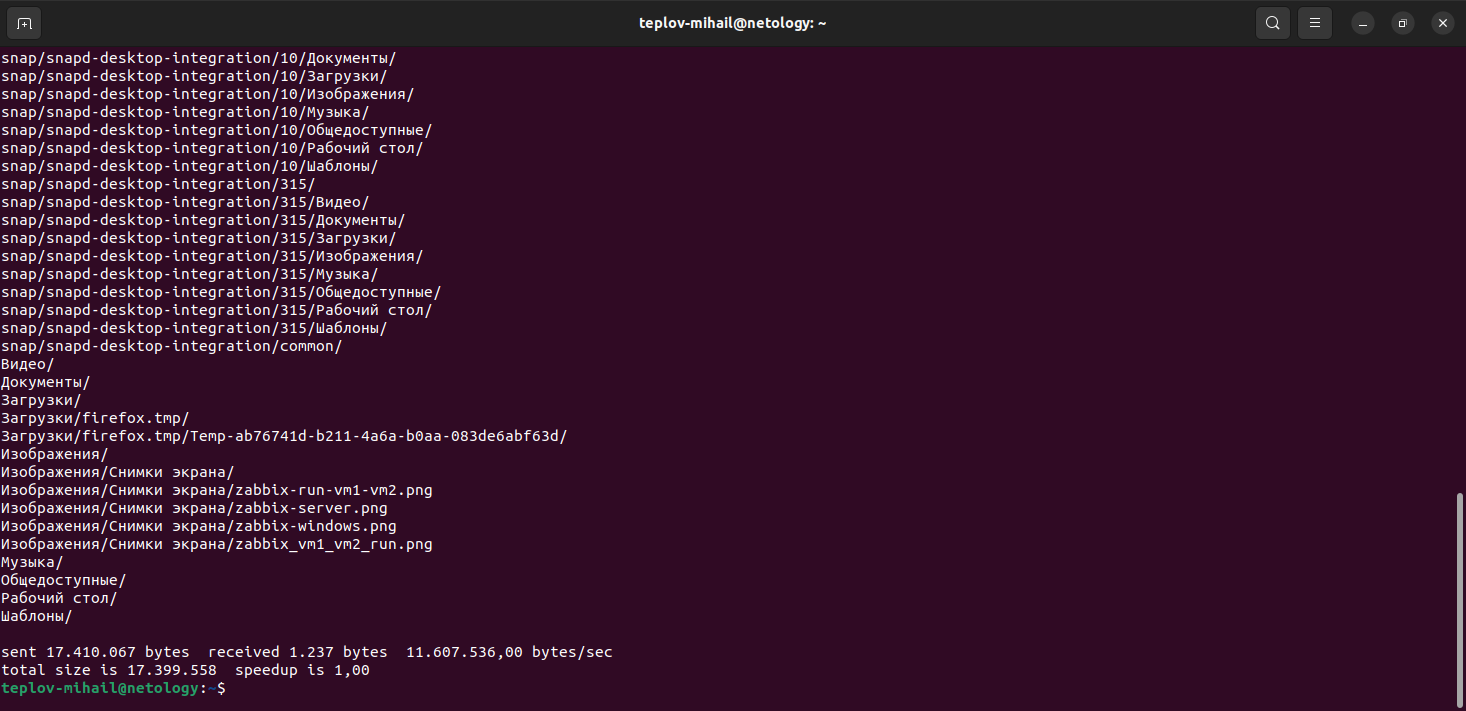 teplov-mihail@netology: ~
snap/snapd-desktop-integration/10/Документы/
snap/snapd-desktop-integration/10/Загрузки/
snap/snapd-desktop-integration/10/Изображения/
snap/snapd-desktop-integration/10/Музыка/
snap/snapd-desktop-integration/10/Общедоступные/
snap/snapd-desktop-integration/10/Рабочий стол/
snap/snapd-desktop-integration/10/Шаблоны/
snap/snapd-desktop-integration/315/
snap/snapd-desktop-integration/315/Видео/
snap/snapd-desktop-integration/315/Документы/
snap/snapd-desktop-integration/315/Загрузки/
snap/snapd-desktop-integration/315/Изображения/
snap/snapd-desktop-integration/315/Музыка/
snap/snapd-desktop-integration/315/Общедоступные/
snap/snapd-desktop-integration/315/Рабочий стол/
snap/snapd-desktop-integration/315/Шаблоны/
snap/snapd-desktop-integration/common/
Видео/
Документы/
Загрузки/
Загрузки/firefox.tmp/
Загрузки/firefox.tmp/Temp-ab76741d-b211-4a6a-b0aa-083de6abf63d/
Изображения/
Изображения/Снимки экрана/
Изображения/Снимки экрана/zabbix-run-vm1-vm2.png
Изображения/Снимки экрана/zabbix-server.png
Изображения/Снимки экрана/zabbix-windows.png
Изображения/Снимки экрана/zabbix_vm1_vm2_run.png
Музыка/
Общедоступные/
Рабочий стол/
Шаблоны/
sent 17.410.067 bytes  received 1.237 bytes  11.607.536,00 bytes/sec
total size is 17.399.558  speedup is 1,00
teplov-mihail@netology:~$